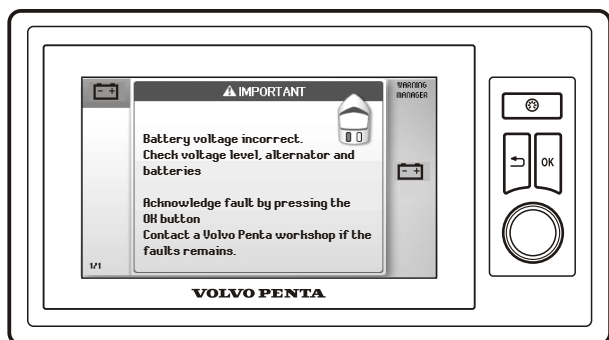 IMPORTANT
WARNING
MANAGER
Battery voltage incorrect.
Check voltage level, alternator and
batteries
Acknowledge fault by pressing the
OK button
Contact a Volvo Penta workshop if the
faults remains.
1/1
OK
VOLVO PENTA